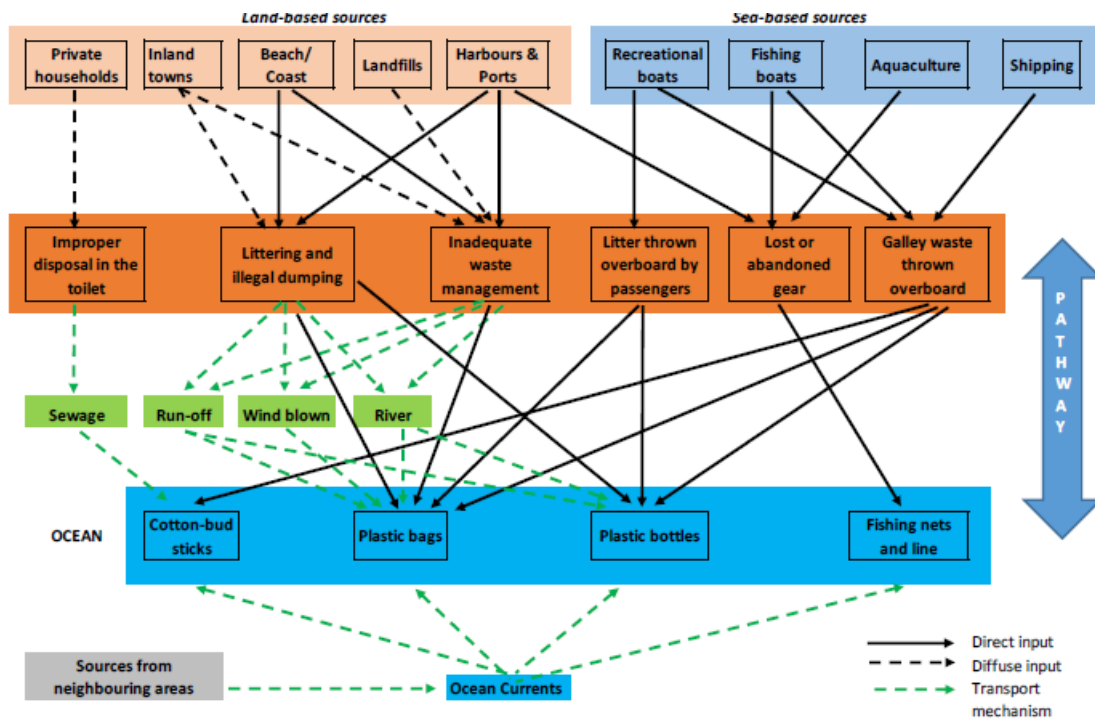 Land-based sources
Sea-based sources
Private
households
Inland
towns
Beach/
Coast
Landfills
Harbours &
Ports
Recreational
boats
Fishing
boats
Aquaculture
Shipping
Improper
disposal in the
toilet
Littering and
illegal dumping
Inadequate
waste
management
Litter thrown
overboard by
passengers
Lost or
abandoned
gear
Galley waste
thrown
overboard
PATHWAY
Sewage
Run-off
Wind blown
River
OCEAN
Cotton-bud
sticks
Plastic bags
Plastic bottles
Fishing nets
and line
Sources from
neighbouring areas
Ocean Currents
Direct input
Diffuse input
Transport
mechanism